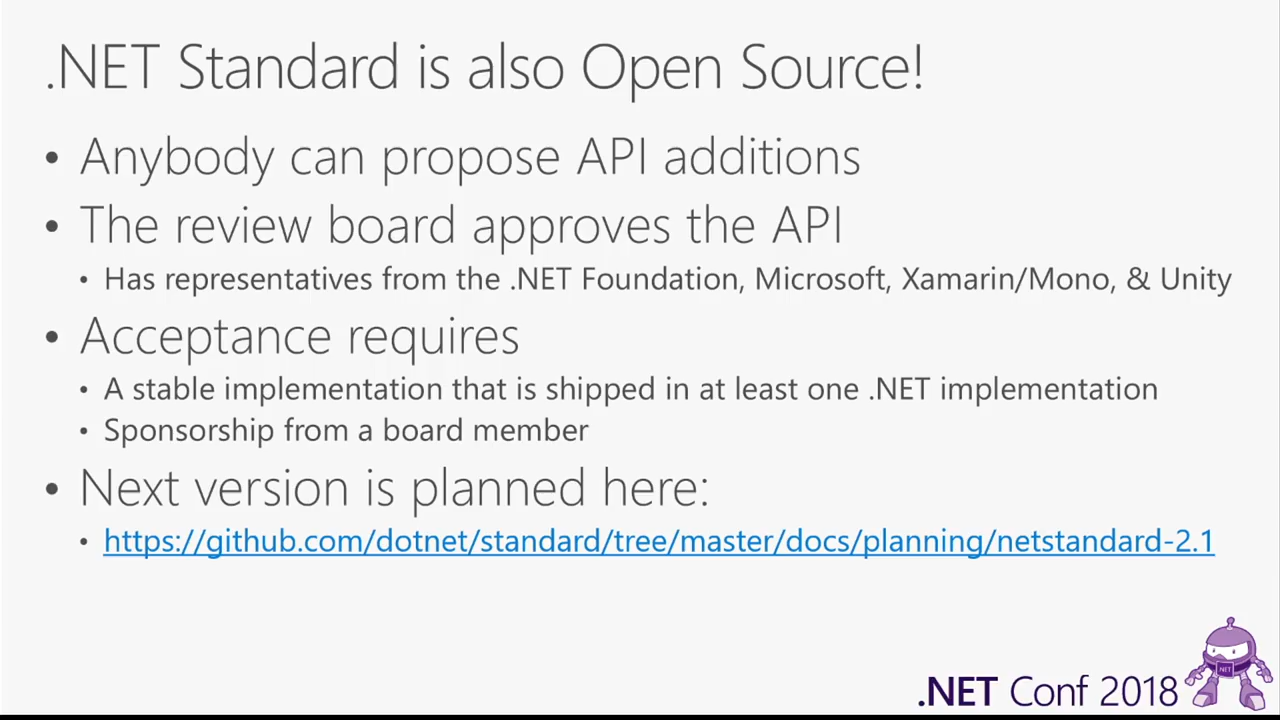 .NET Standard is also Open Source!
• Anybody can propose API additions
• The review board approves the API
• Has representatives from the .NET Foundation, Microsoft, Xamarin/Mono, & Unity
• Acceptance requires
• A stable implementation that is shipped in at least one .NET implementation
• Sponsorship from a board member
• Next version is planned here:
• https://github.com/dotnet/standard/tree/master/docs/planning/netstandard-2.1
.NET
.NET Conf 2018